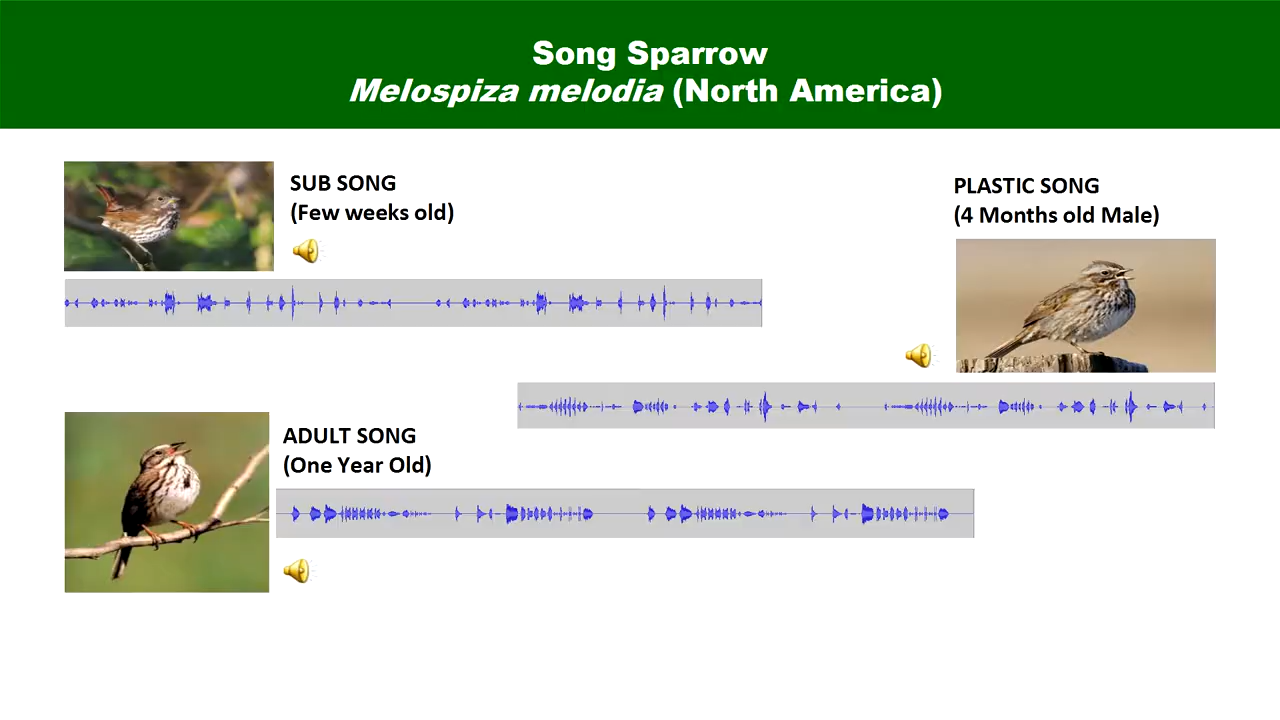 Song Sparrow
Melospiza melodia (North America)
SUB SONG
(Few weeks old)
PLASTIC SONG
(4 Months old Male)
ADULT SONG
(One Year Old)